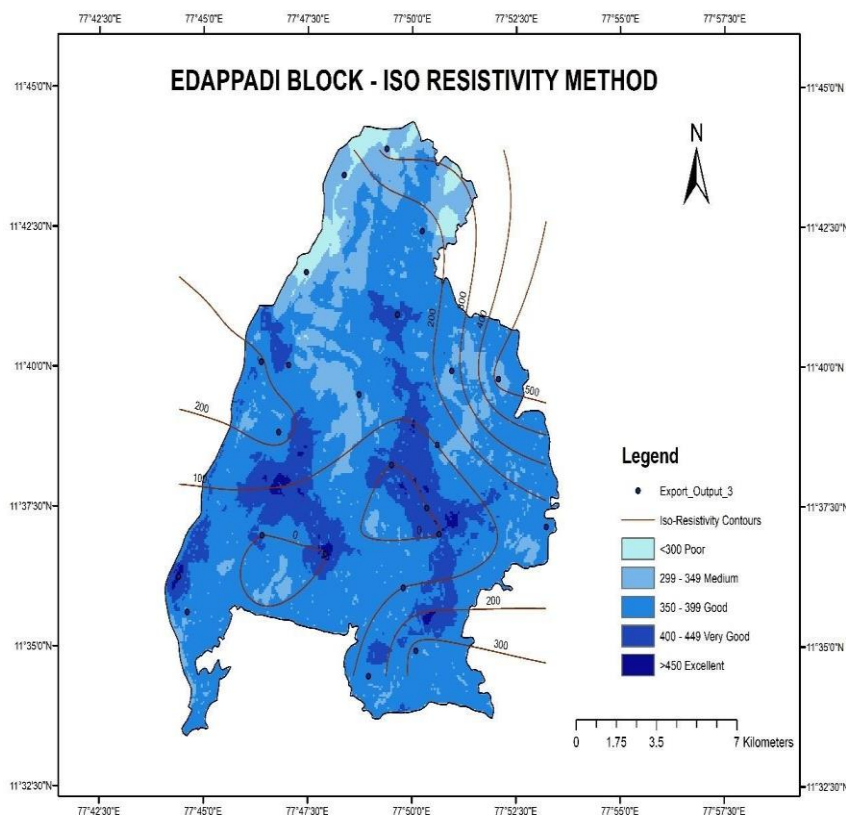 77°42'30"E 77°45'0"E 77°47'30"E 77°50'0"E 77°52'30"E 77°55'0"E 77°57'30"E
EDAPPADI BLOCK - ISO RESISTIVITY METHOD
11°45'0"N 11°45'0"N
N
11°42'30"N 11°42'30"N
200 300 400
11°40'0"N 11°40'0"N
500
200
100
Legend
Export_Output_3
11°37'30"N 11°37'30"N
Iso-Resistivity Contours
0 0
<300 Poor
299 - 349 Medium
350 - 399 Good
200
400 - 449 Very Good
11°35'0"N 11°35'0"N
300
>450 Excellent
0 1.75 3.5 7 Kilometers
11°32'30"N 11°32'30"N
77°42'30"E 77°45'0"E 77°47'30"E 77°50'0"E 77°52'30"E 77°55'0"E 77°57'30"E